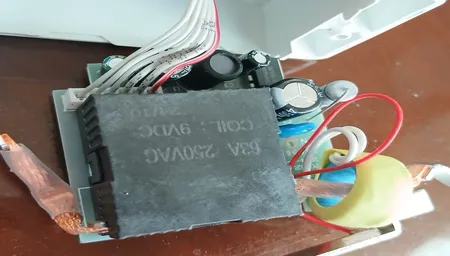 63A 250VAC
COIL : 9VDC